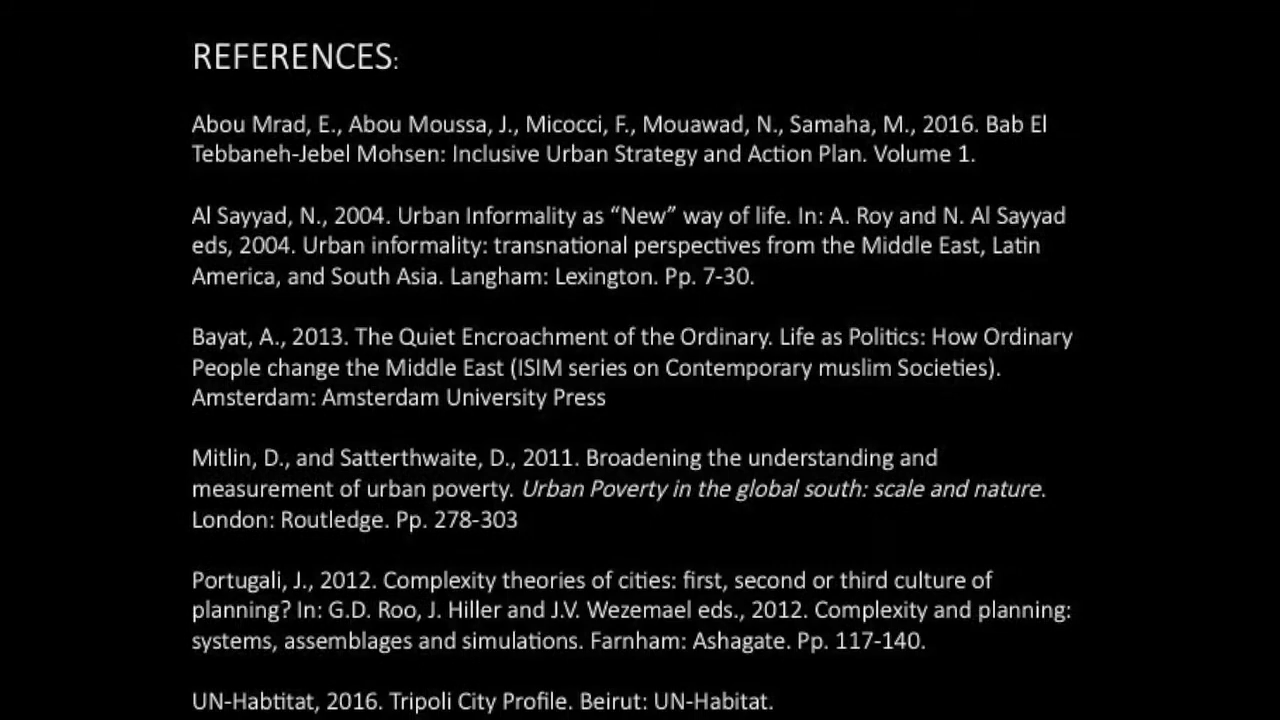 REFERENCES:
Abou Mrad, E., Abou Moussa, J., Micocci, F., Mouawad, N., Samaha, M., 2016. Bab El
Tebbaneh-Jebel Mohsen: Inclusive Urban Strategy and Action Plan. Volume 1.
Al Sayyad, N., 2004. Urban Informality as “New” way of life. In: A. Roy and N. Al Sayyad
eds, 2004. Urban informality: transnational perspectives from the Middle East, Latin
America, and South Asia. Langham: Lexington. Pp. 7-30.
Bayat, A., 2013. The Quiet Encroachment of the Ordinary. Life as Politics: How Ordinary
People change the Middle East (ISIM series on Contemporary muslim Societies).
Amsterdam: Amsterdam University Press
Mitlin, D., and Satterthwaite, D., 2011. Broadening the understanding and
measurement of urban poverty. Urban Poverty in the global south: scale and nature.
London: Routledge. Pp. 278-303
Portugali, J., 2012. Complexity theories of cities: first, second or third culture of
planning? In: G.D. Roo, J. Hiller and J.V. Wezemael eds., 2012. Complexity and planning:
systems, assemblages and simulations. Farnham: Ashagate. Pp. 117-140.
UN-Habtitat, 2016. Tripoli City Profile. Beirut: UN-Habitat.